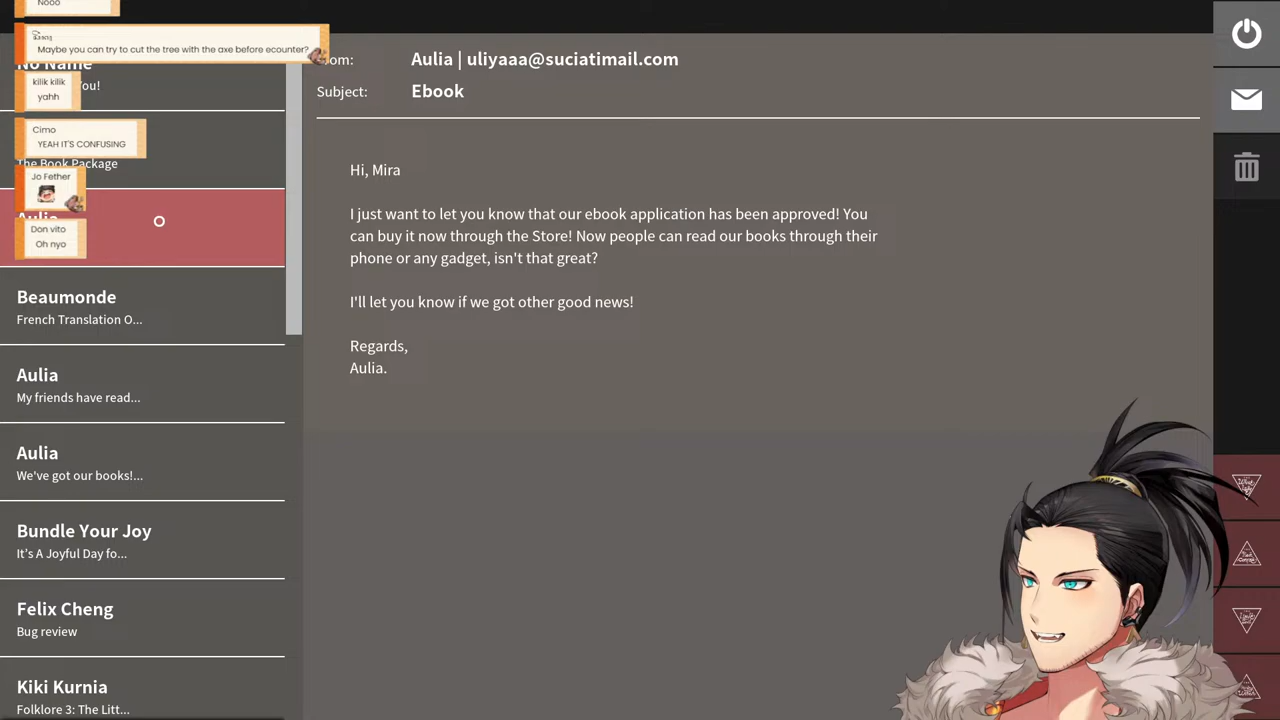 Nooo
Maybe you can try to cut the tree with the axe before ecounter?
No Name
You!
kilik kilik
yahh
Cimo
YEAH IT'S CONFUSING
The Book Package
Jo Fether
Aulia
Don vito
Oh nyo
Beaumonde
French Translation O...
Aulia
My friends have read...
Aulia
We've got our books!...
Bundle Your Joy
It's A Joyful Day fo...
Felix Cheng
Bug review
Kiki Kurnia
Folklore 3: The Litt...
From:
Aulia | uliyaaa@suciatimail.com
Subject:
Ebook
Hi, Mira
I just want to let you know that our ebook application has been approved! You
can buy it now through the Store! Now people can read our books through their
phone or any gadget, isn't that great?
I'll let you know if we got other good news!
Regards,
Aulia.